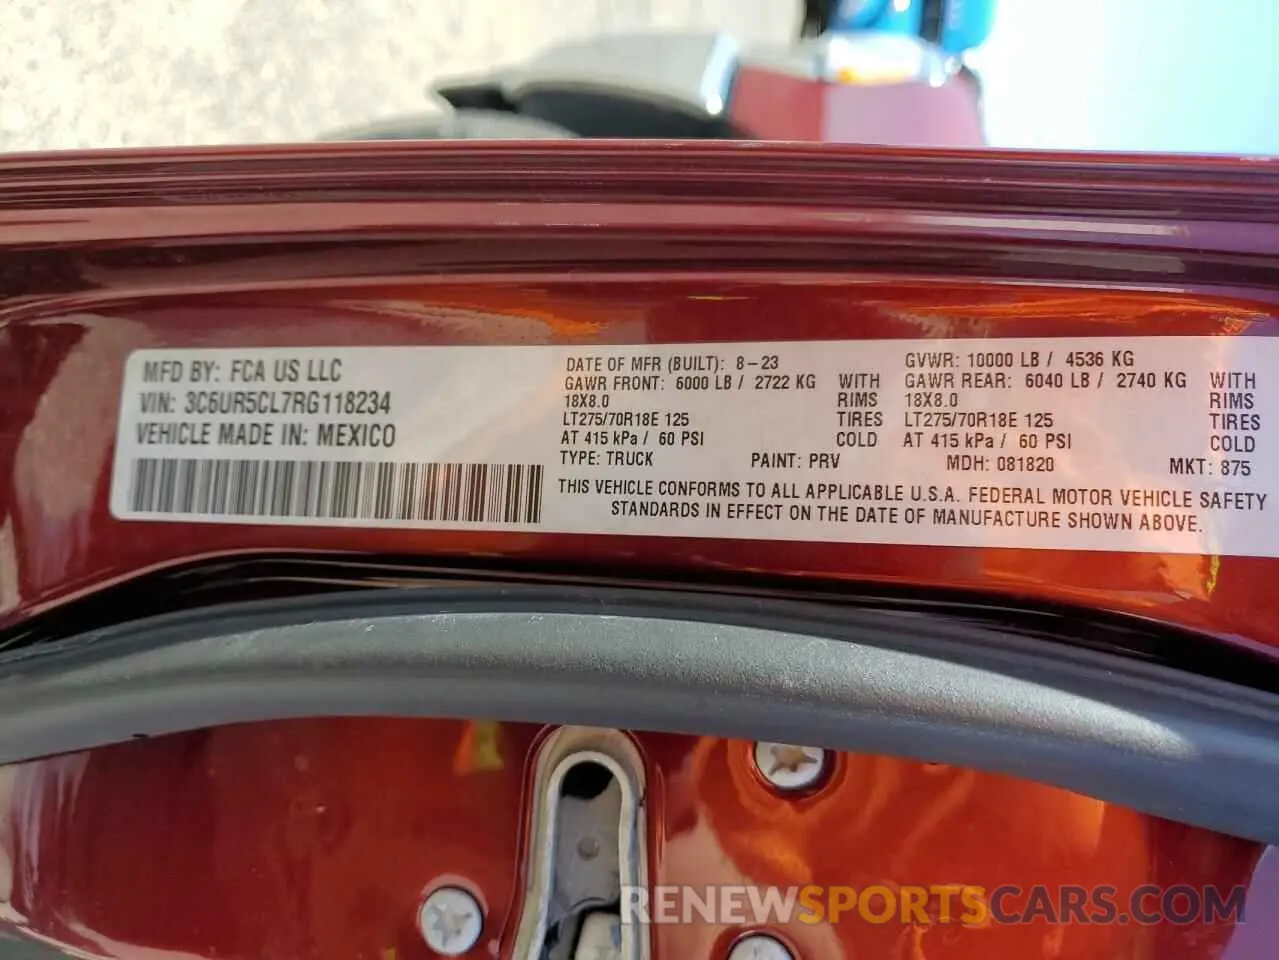 MFD BY: FCA US LLC
VIN: 3C6UR5CL7RG118234
VEHICLE MADE IN: MEXICO
DATE OF MFR (BUILT): 8-23
GAWR FRONT: 6000 LB / 2722 KG WITH
18X8.0 RIMS
LT275/70R18E 125 TIRES
AT 415 kPa / 60 PSI COLD
GVWR: 10000 LB / 4536 KG
GAWR REAR: 6040 LB / 2740 KG WITH
18X8.0 RIMS
LT275/70R18E 125 TIRES
AT 415 kPa / 60 PSI COLD
TYPE: TRUCK PAINT: PRV MDH: 081820 MKT: 875
THIS VEHICLE CONFORMS TO ALL APPLICABLE U.S.A. FEDERAL MOTOR VEHICLE SAFETY
STANDARDS IN EFFECT ON THE DATE OF MANUFACTURE SHOWN ABOVE.
RENEWSPORTSCARS.COM